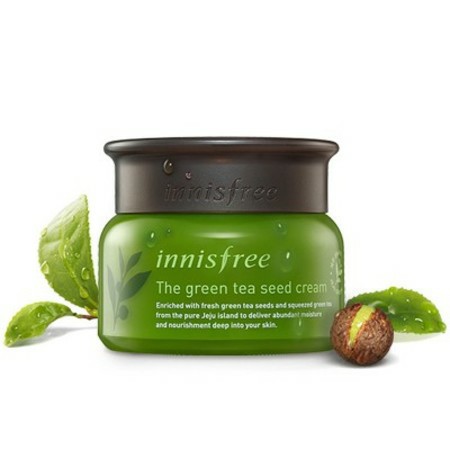 innisfree
innisfree
The green tea seed cream
Enriched with fresh green tea seeds and squeezed green tea
from the pure Jeju island to deliver abundant moisture
and nourishment deep into your skin.